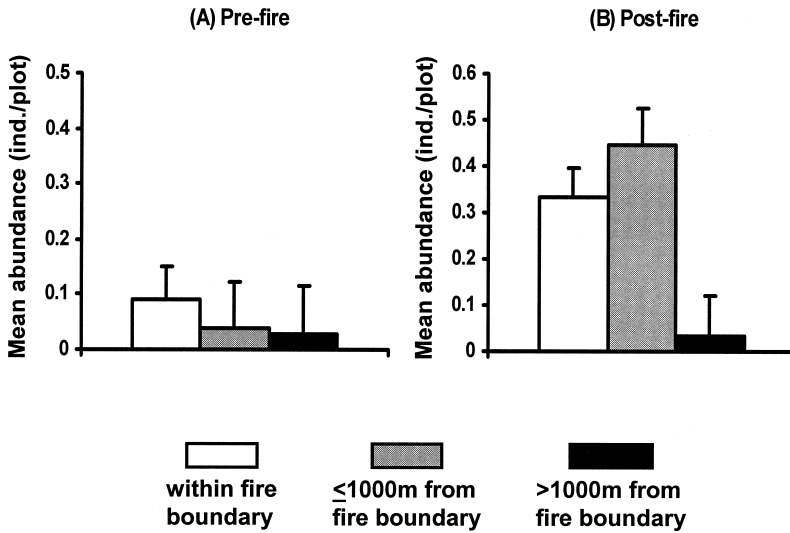 (A) Pre-fire
Mean abundance (ind./plot)
0.5
0.4
0.3
0.2
0.1
0
(B) Post-fire
Mean abundance (ind./plot)
0.6
0.5
0.4
0.3
0.2
0.1
0
within fire
boundary
≤1000m from
fire boundary
>1000m from
fire boundary